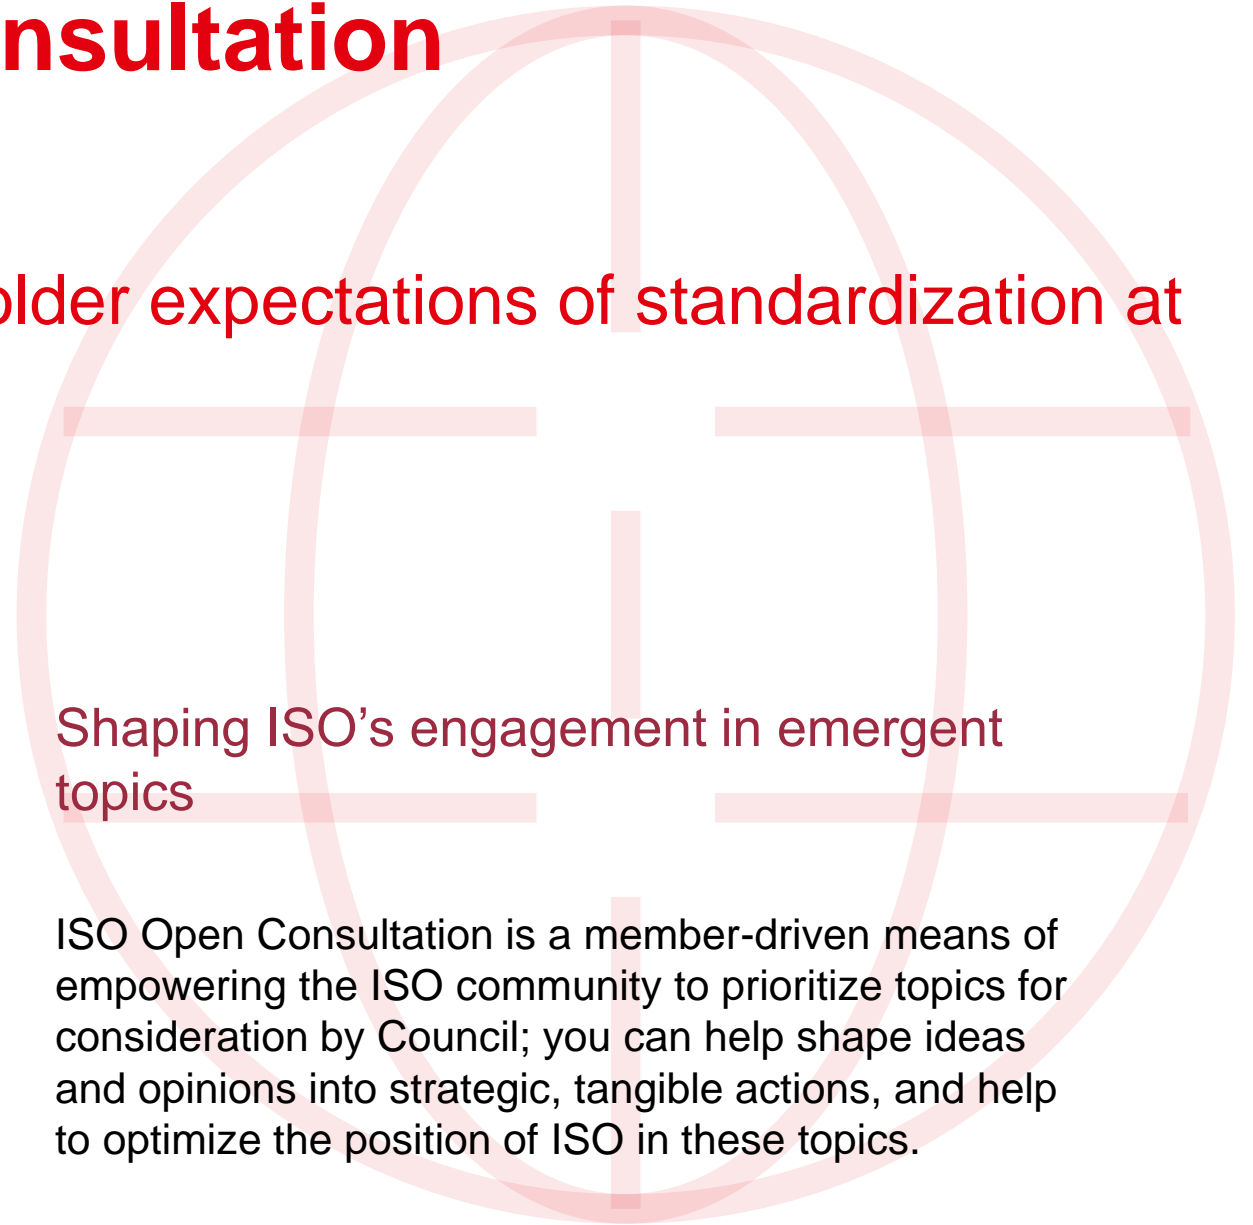 nsultation
older expectations of standardization at
Shaping ISO’s engagement in emergent
topics
ISO Open Consultation is a member-driven means of
empowering the ISO community to prioritize topics for
consideration by Council; you can help shape ideas
and opinions into strategic, tangible actions, and help
to optimize the position of ISO in these topics.